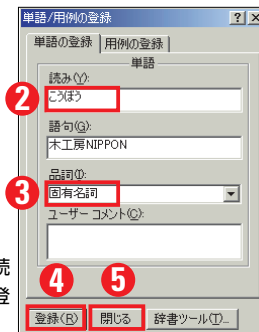 単語/用例の登録
単語の登録 用例の登録
単語
読み(Y):
2 こうぼう
語句(G):
木工房NIPPON
品詞(I):
3 固有名詞
ユーザー コメント(C):
続
登
4 5
登録(R) 閉じる 辞書ツール(T)...